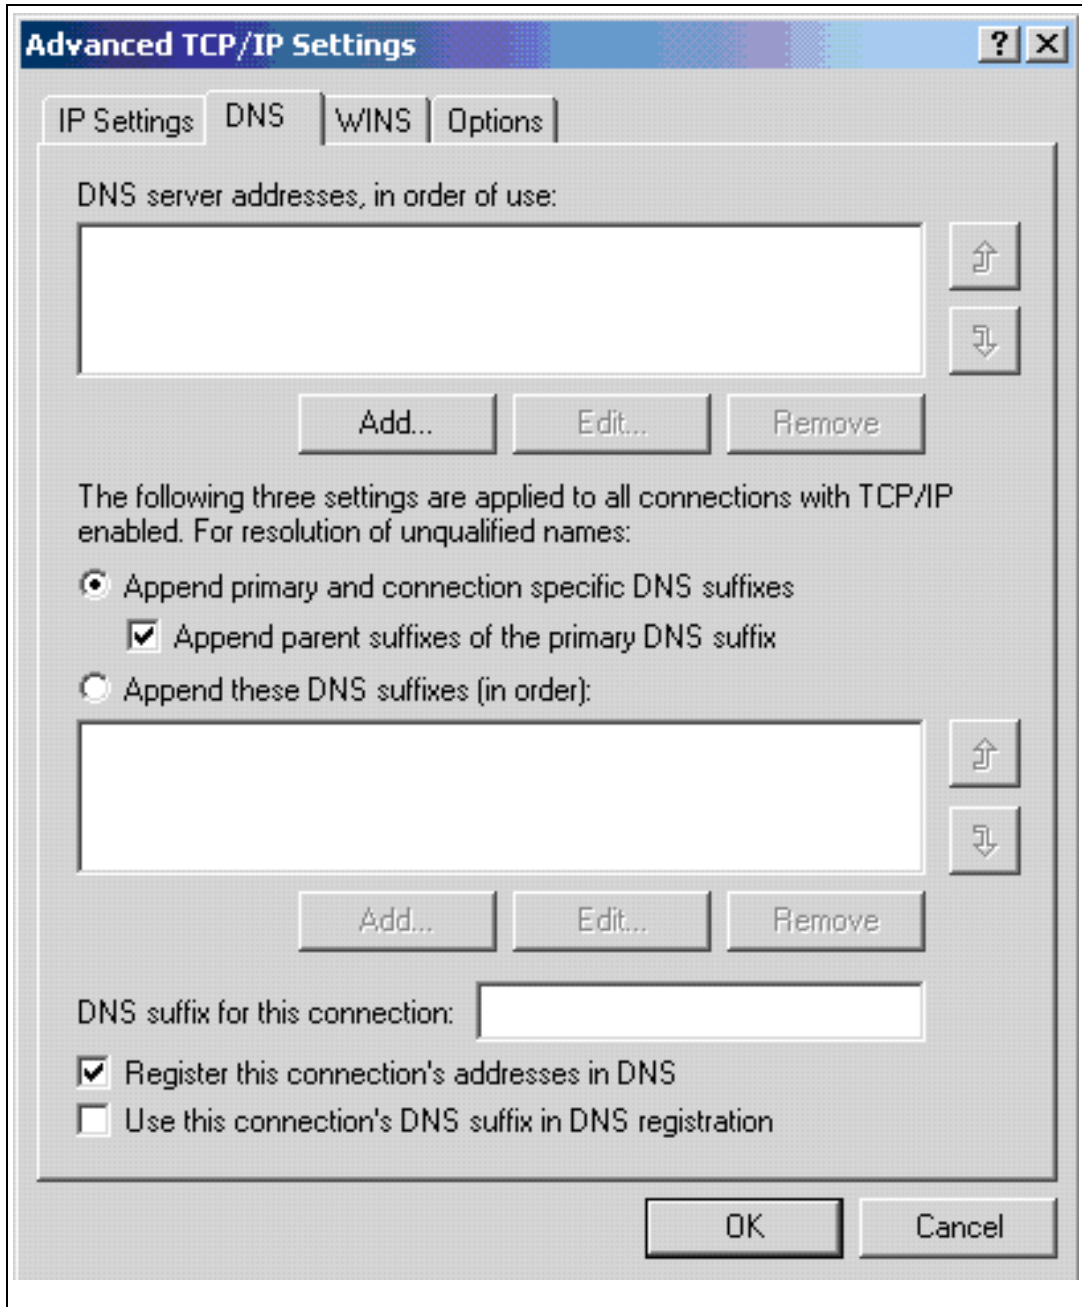 Advanced TCP/IP Settings
IP Settings DNS WINS Options
DNS server addresses, in order of use:
Add... Edit... Remove
The following three settings are applied to all connections with TCP/IP
enabled. For resolution of unqualified names:
Append primary and connection specific DNS suffixes
Append parent suffixes of the primary DNS suffix
Append these DNS suffixes (in order):
Add... Edit... Remove
DNS suffix for this connection:
Register this connection's addresses in DNS
Use this connection's DNS suffix in DNS registration
OK Cancel